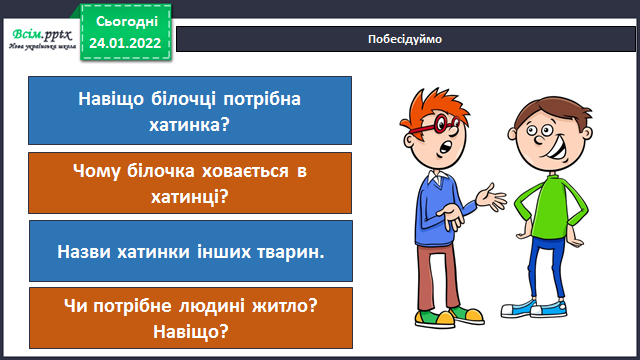 Всім.pptx
Нова українська школа
Сьогодні
24.01.2022
Побесідуймо
Навіщо білочці потрібна
хатинка?
Чому білочка ховається в
хатинці?
Назви хатинки інших тварин.
Чи потрібне людині житло?
Навіщо?